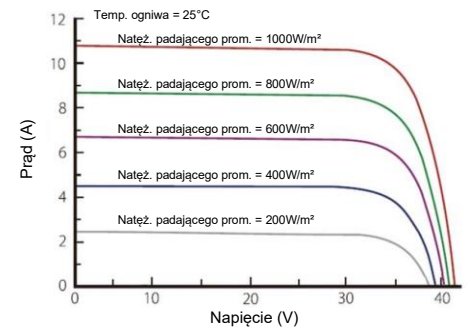 Temp. ogniwa = 25°C
Natęż. padającego prom. = 1000W/m²
Natęż. padającego prom. = 800W/m²
Natęż. padającego prom. = 600W/m²
Natęż. padającego prom. = 400W/m²
Natęż. padającego prom. = 200W/m²
Prąd (A)
12
10
8
6
4
2
0
0 10 20 30 40
Napięcie (V)